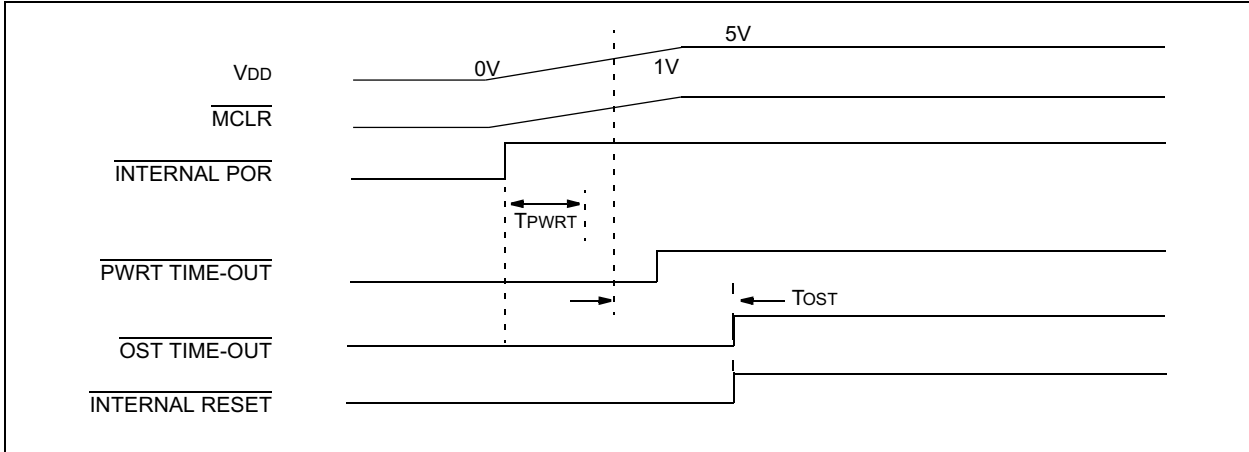 5V
VDD
0V
1V
MCLR
INTERNAL POR
TPWRT
PWRT TIME-OUT
TOST
OST TIME-OUT
INTERNAL RESET